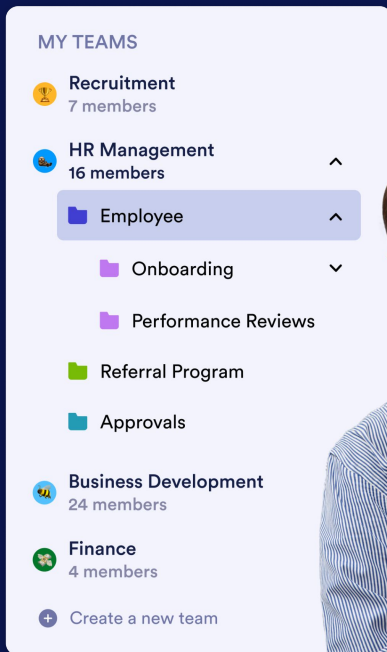 MY TEAMS
Recruitment
7 members
HR Management
16 members
Employee
Onboarding
Performance Reviews
Referral Program
Approvals
Business Development
24 members
Finance
4 members
Create a new team